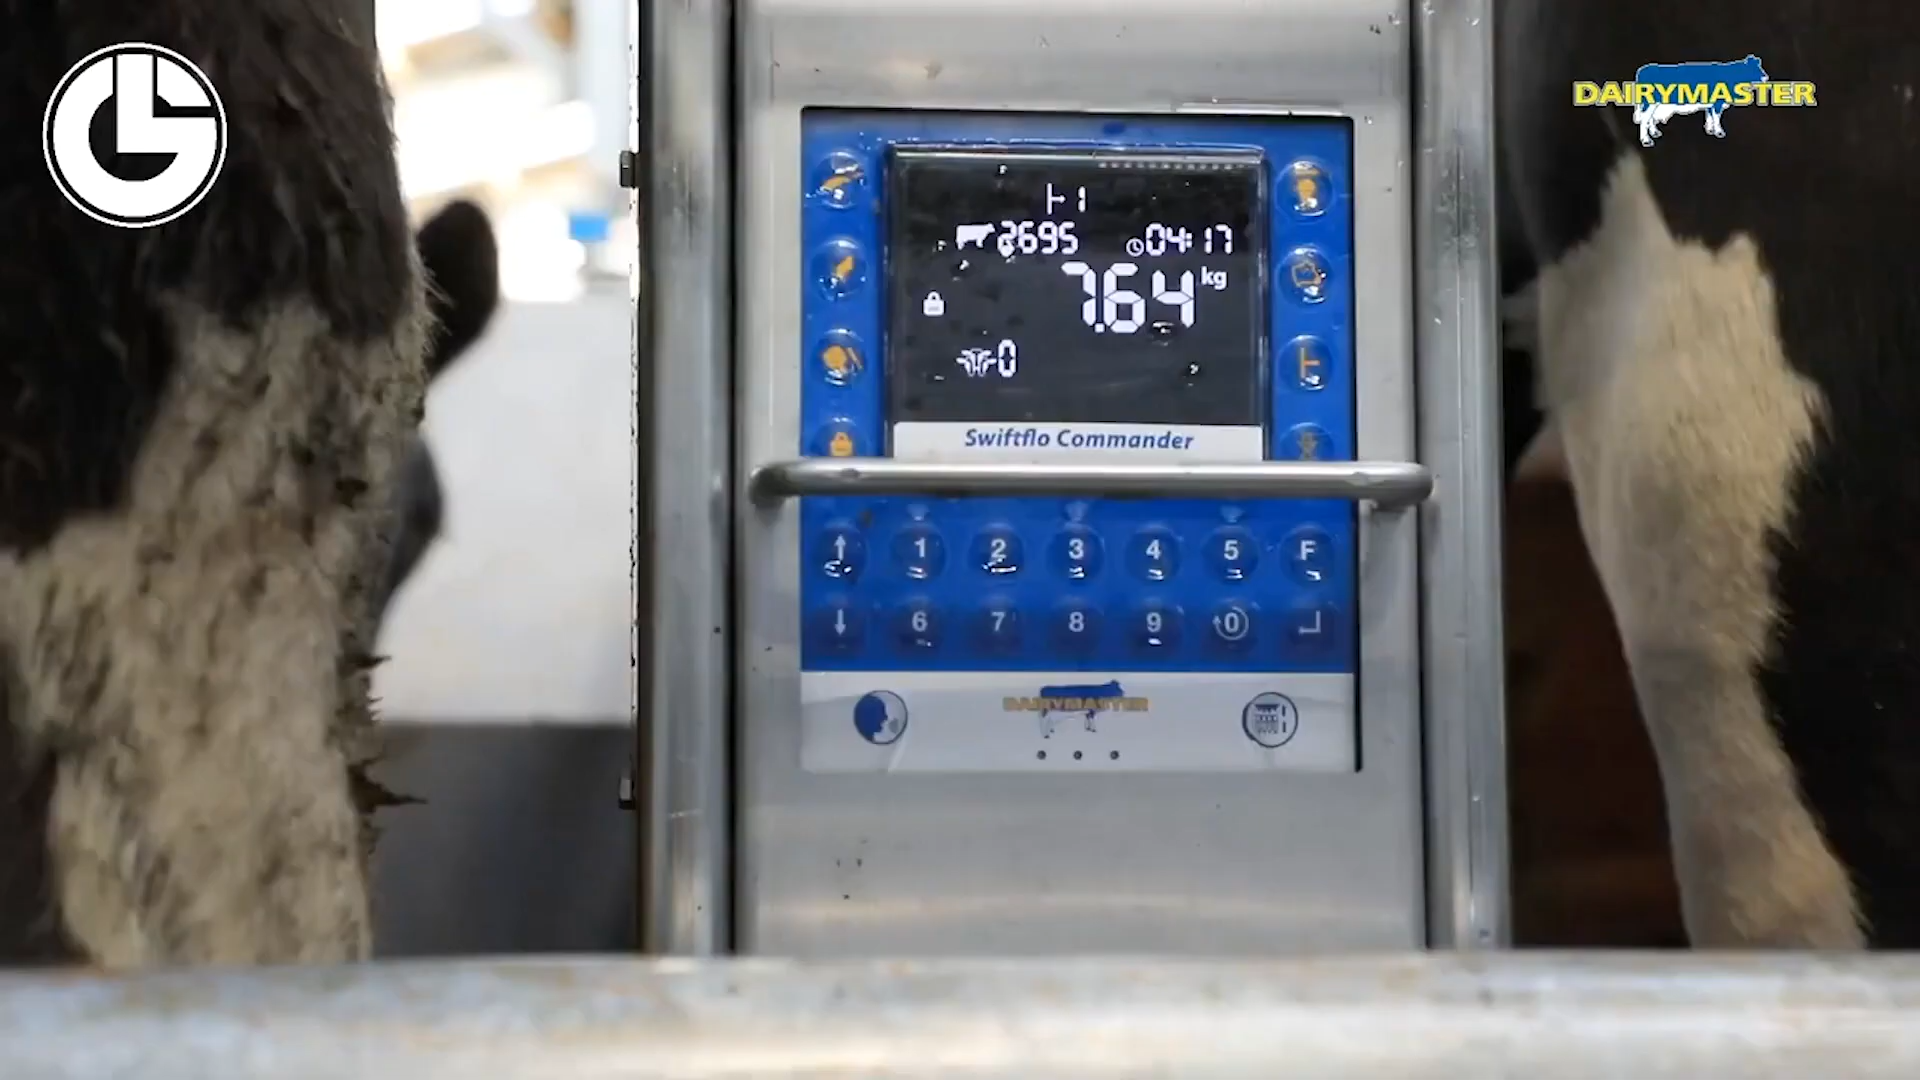 DAIRYMASTER
1
2695 04:17
7.64 kg
0
Swiftflo Commander
1 2 3 4 5 F
6 7 8 9 0
DAIRYMASTER